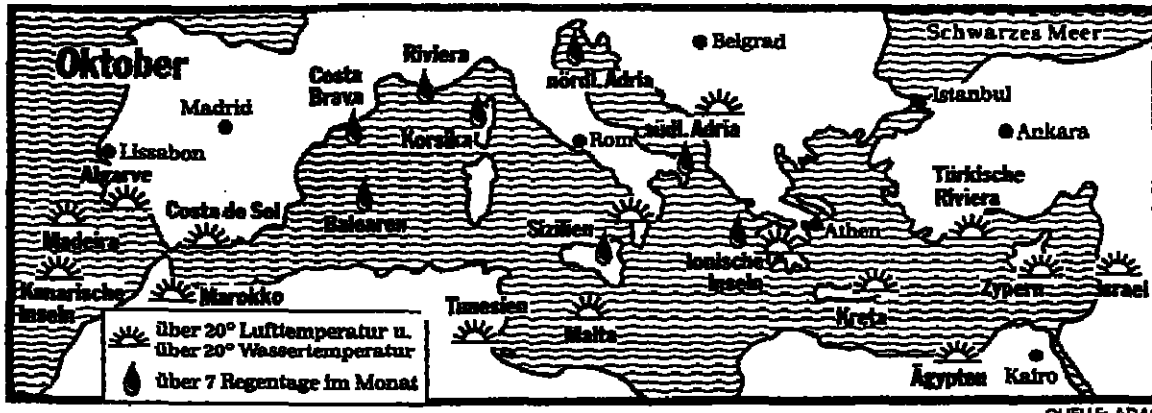 Oktober
Riviera
Costa
Brava
nördl. Adria
Belgrad
Schwarzes Meer
Madrid
Korsika
Rom
südl. Adria
Istanbul
Ankara
Lissabon
Algarve
Costa de Sol
Balearen
Sizilien
Athen
Türkische
Riviera
Madeira
Ionische
Inseln
Kanarische
Inseln
Marokko
Tunesien
Malta
Kreta
Zypern
Israel
Ägypten
Kairo
über 20° Lufttemperatur u.
über 20° Wassertemperatur
über 7 Regentage im Monat
QUELLE: ADAC